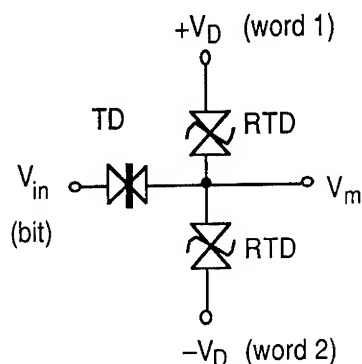 +V_D (word 1)
TD
RTD
V_in
V_m
(bit)
RTD
−V_D (word 2)